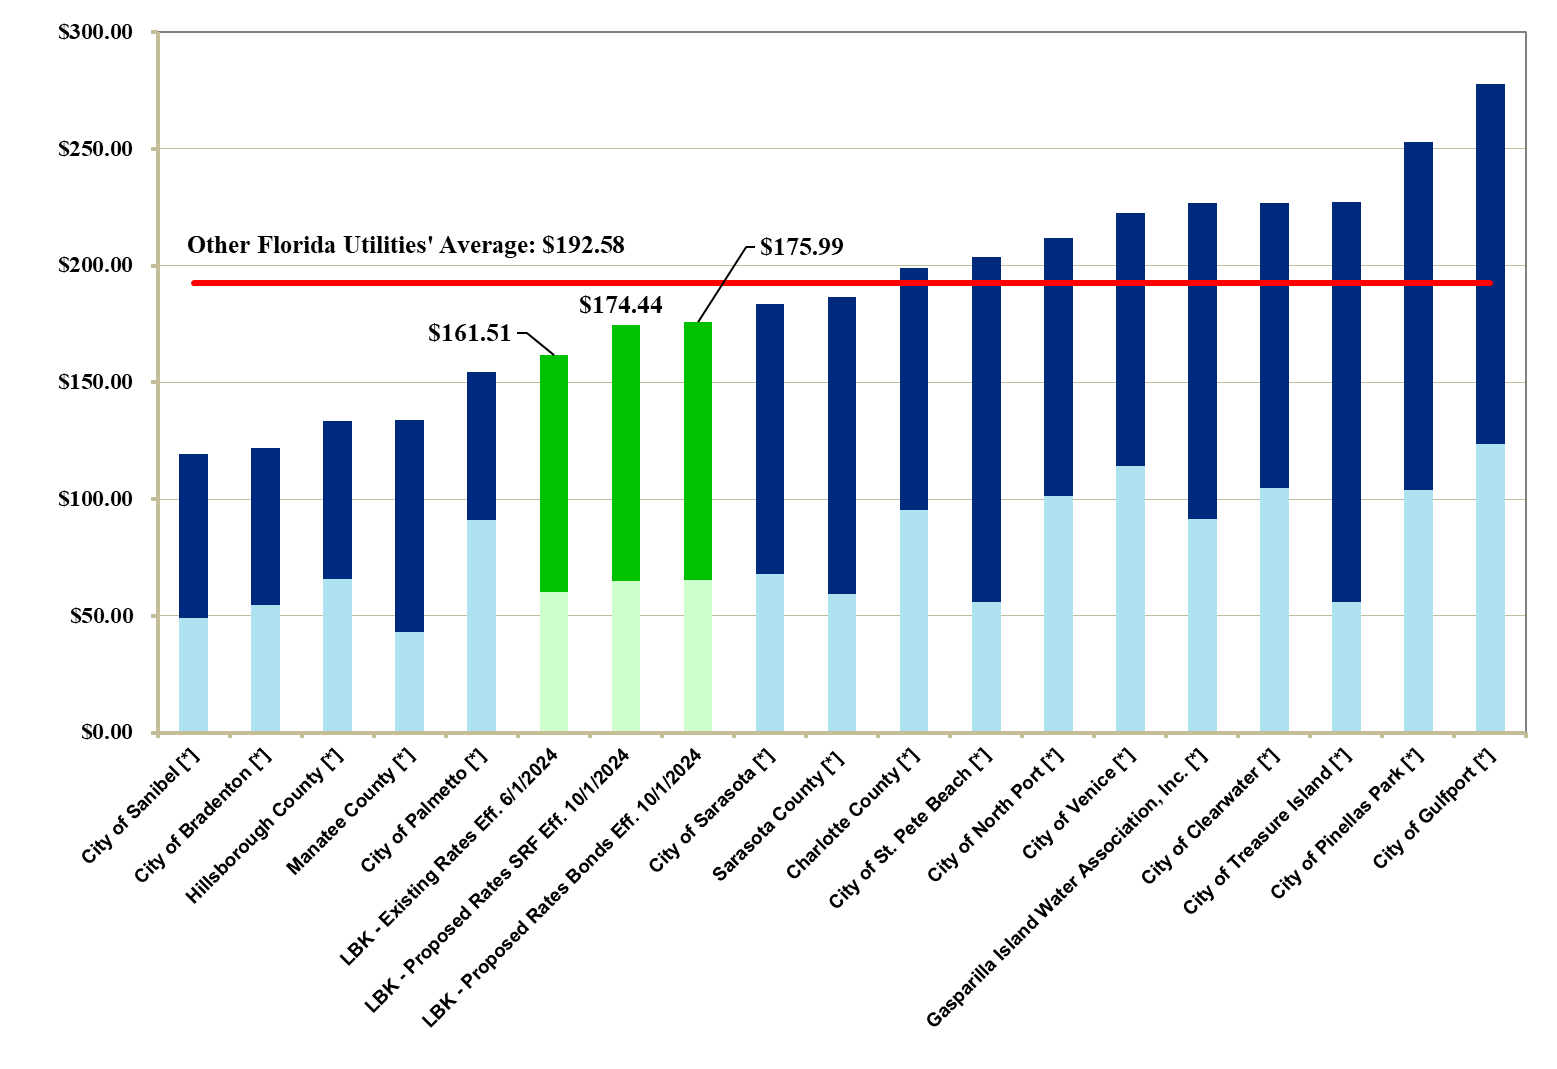 $300.00
$250.00
$200.00
$150.00
$100.00
$50.00
$0.00
Other Florida Utilities' Average: $192.58
$175.99
$174.44
$161.51
City of Sanibel [*]
City of Bradenton [*]
Hillsborough County [*]
Manatee County [*]
City of Palmetto [*]
LBK - Existing Rates Eff. 6/1/2024
LBK - Proposed Rates SRF Eff. 10/1/2024
LBK - Proposed Rates Bonds Eff. 10/1/2024
City of Sarasota [*]
Sarasota County [*]
Charlotte County [*]
City of St. Pete Beach [*]
City of North Port [*]
City of Venice [*]
Gasparilla Island Water Association, Inc. [*]
City of Clearwater [*]
City of Treasure Island [*]
City of Pinellas Park [*]
City of Gulfport [*]